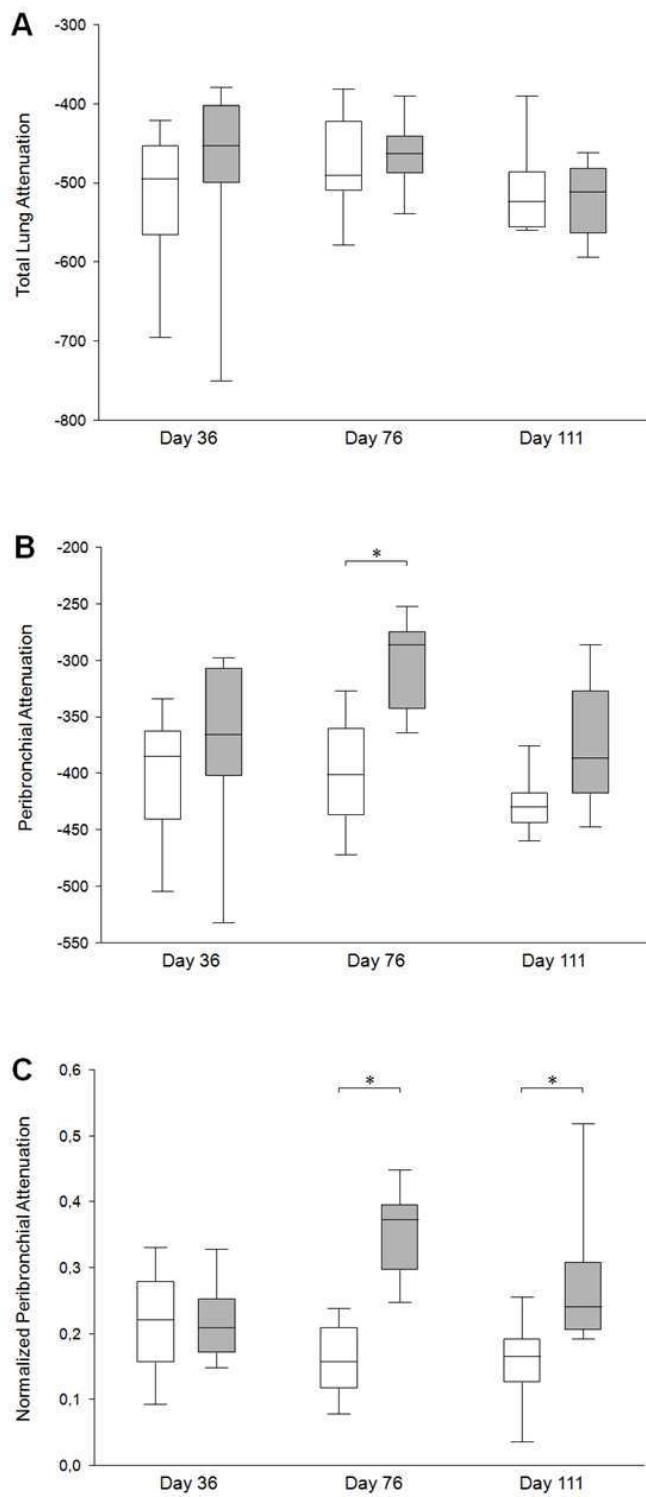 A
Total Lung Attenuation
-300
-400
-500
-600
-700
-800
Day 36 Day 76 Day 111
B
Peribronchial Attenuation
-200
-250
-300
-350
-400
-450
-500
-550
*
Day 36 Day 76 Day 111
C
Normalized Peribronchial Attenuation
0,6
0,5
0,4
0,3
0,2
0,1
0,0
* *
Day 36 Day 76 Day 111